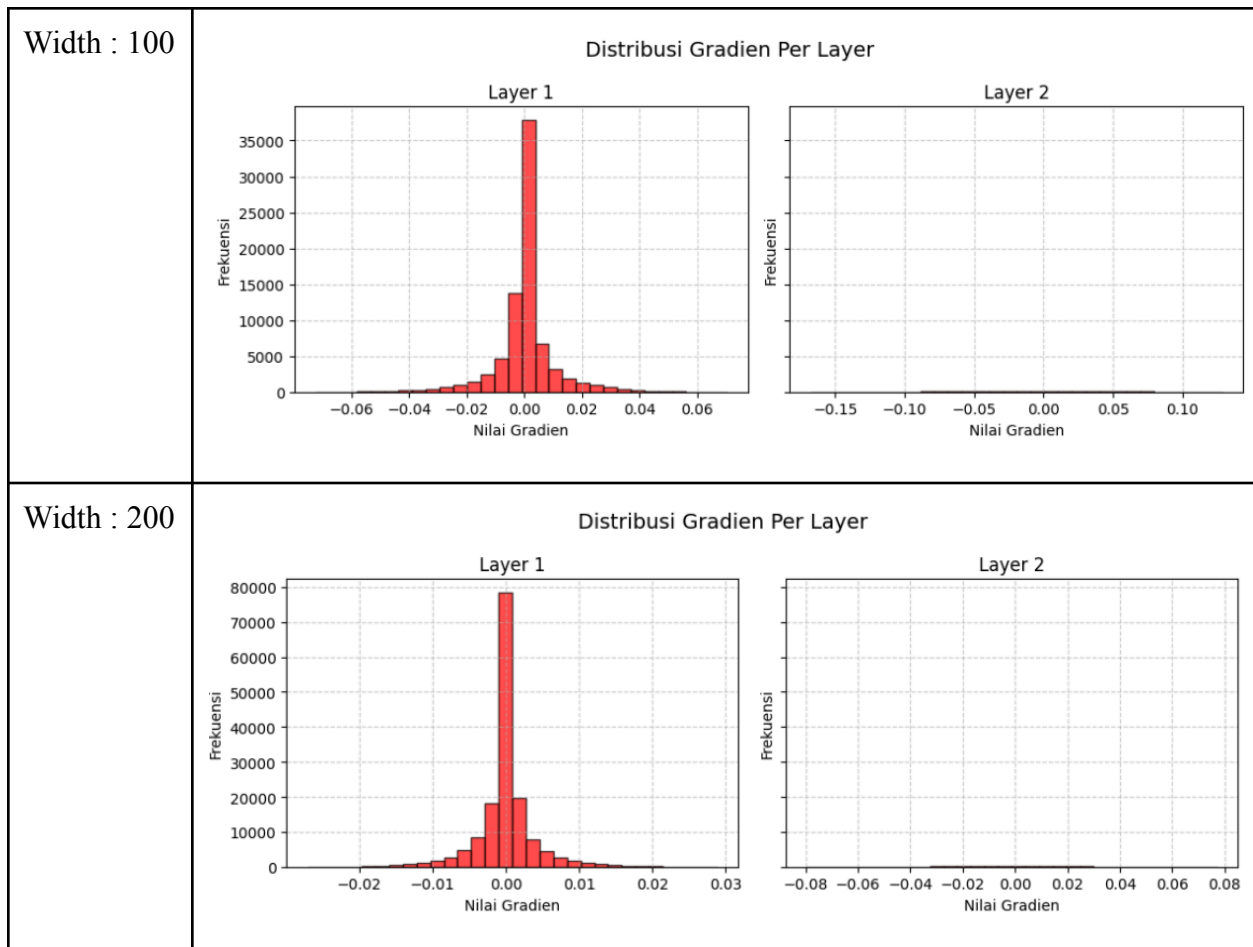 Width : 100
Distribusi Gradien Per Layer
Layer 1
Layer 2
35000
30000
25000
20000
15000
10000
5000
0
Frekuensi
Frekuensi
−0.06 −0.04 −0.02 0.00 0.02 0.04 0.06
−0.15 −0.10 −0.05 0.00 0.05 0.10
Nilai Gradien
Nilai Gradien
Width : 200
Distribusi Gradien Per Layer
Layer 1
Layer 2
80000
70000
60000
50000
40000
30000
20000
10000
0
Frekuensi
Frekuensi
−0.02 −0.01 0.00 0.01 0.02 0.03
−0.08 −0.06 −0.04 −0.02 0.00 0.02 0.04 0.06 0.08
Nilai Gradien
Nilai Gradien